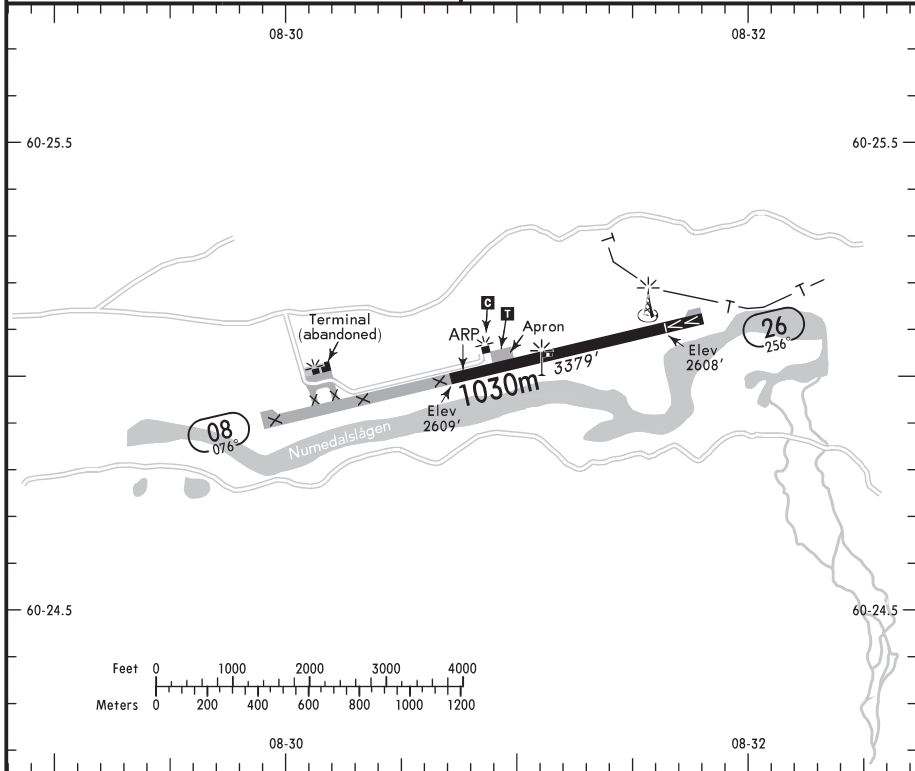 08-30
08-32
60-25.5
60-25.5
T
T
T
C
T
Terminal
(abandoned)
ARP
Apron
26
256°
3379'
Elev
2608'
1030m
Elev
2609'
08
076°
Numedalslågen
60-24.5
60-24.5
Feet 0 1000 2000 3000 4000
Meters 0 200 400 600 800 1000 1200
08-30
08-32